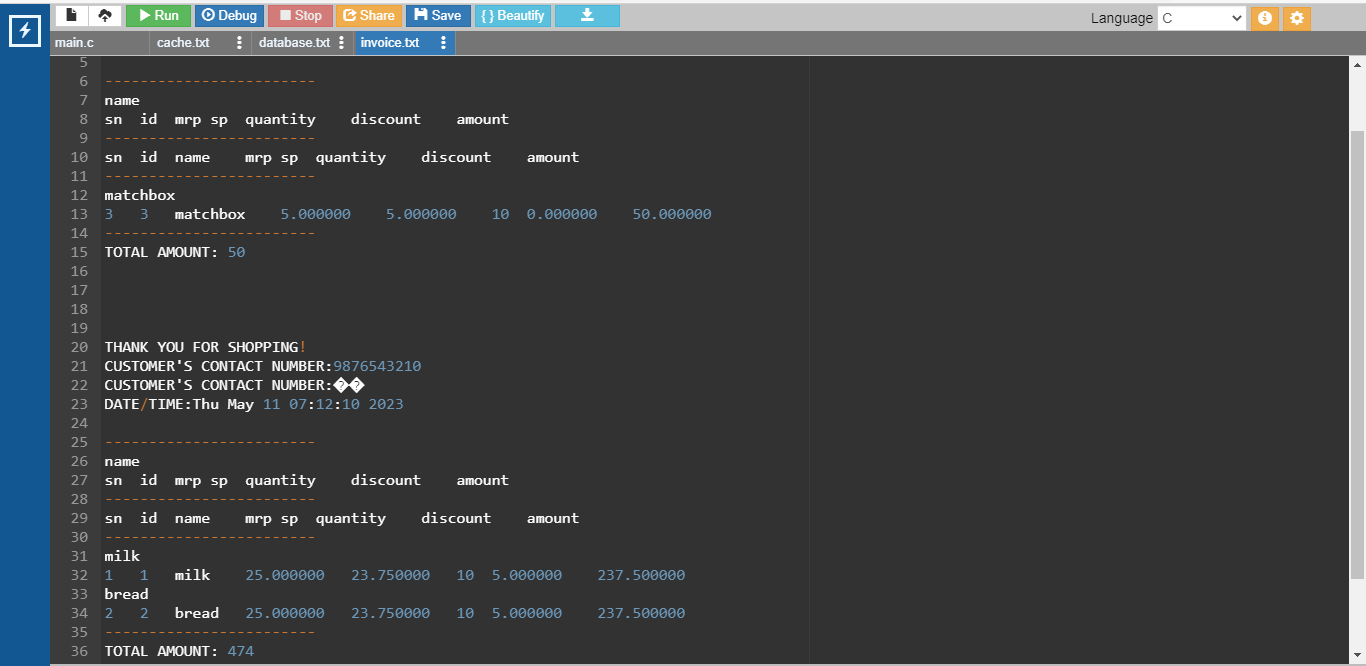 Run Debug Stop Share Save { } Beautify Language C
main.c cache.txt database.txt invoice.txt
5
6 ------------------------
7 name
8 sn id mrp sp quantity discount amount
9 ------------------------
10 sn id name mrp sp quantity discount amount
11 ------------------------
12 matchbox
13 3 3 matchbox 5.000000 5.000000 10 0.000000 50.000000
14 ------------------------
15 TOTAL AMOUNT: 50
16
17
18
19
20 THANK YOU FOR SHOPPING!
21 CUSTOMER'S CONTACT NUMBER:9876543210
22 CUSTOMER'S CONTACT NUMBER:��
23 DATE/TIME:Thu May 11 07:12:10 2023
24
25 ------------------------
26 name
27 sn id mrp sp quantity discount amount
28 ------------------------
29 sn id name mrp sp quantity discount amount
30 ------------------------
31 milk
32 1 1 milk 25.000000 23.750000 10 5.000000 237.500000
33 bread
34 2 2 bread 25.000000 23.750000 10 5.000000 237.500000
35 ------------------------
36 TOTAL AMOUNT: 474